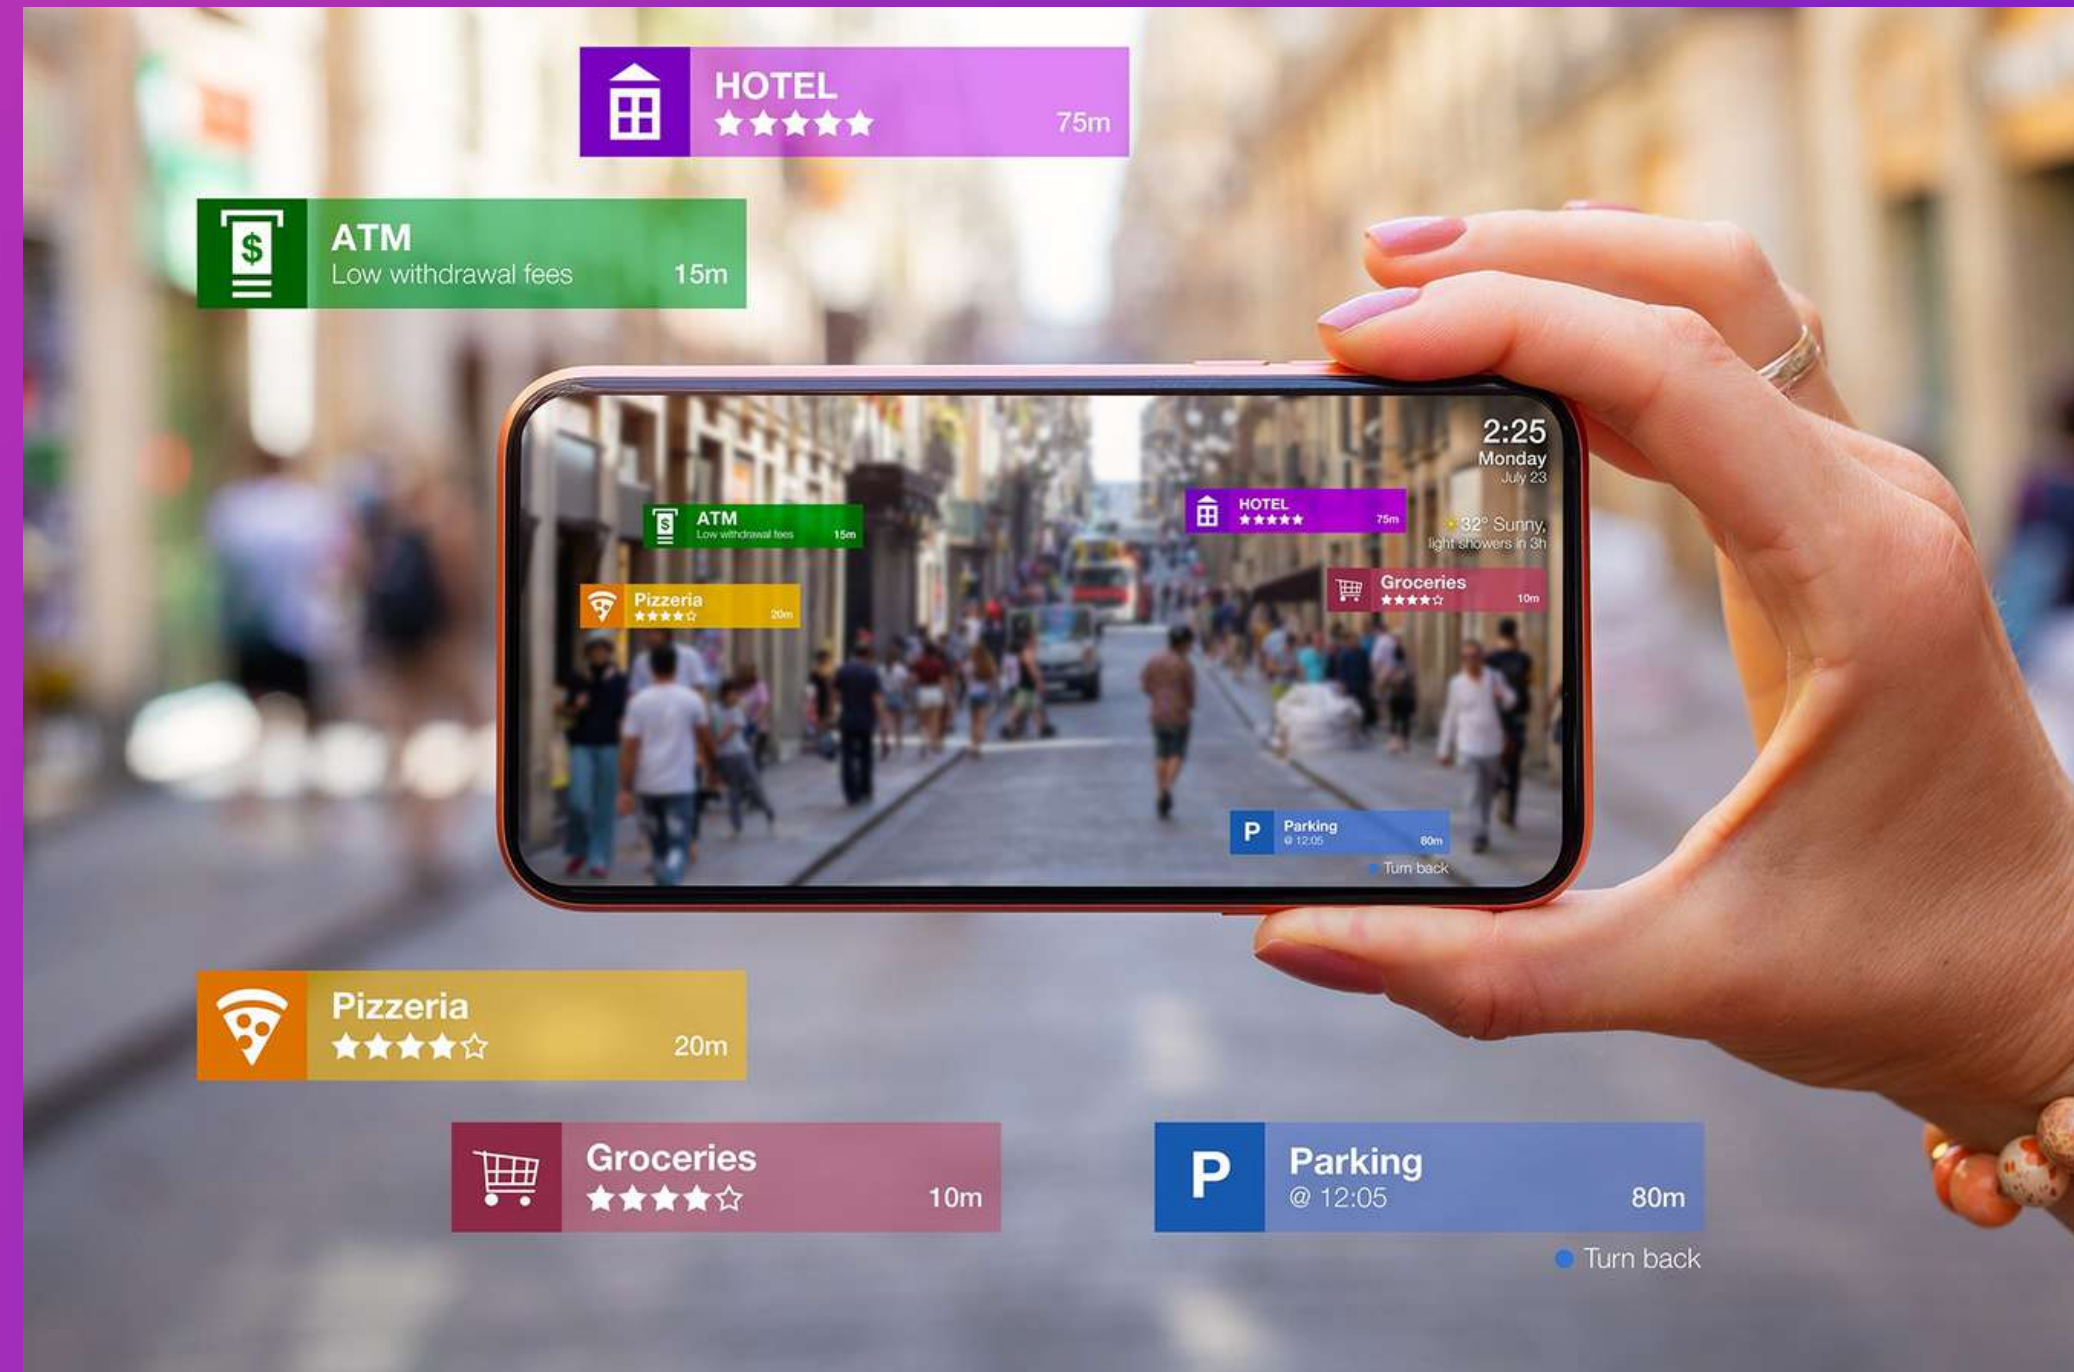 HOTEL
75m
ATM
Low withdrawal fees
15m
$
2:25
Monday
July 23
HOTEL
75m
ATM
Low withdrawal fees
15m
$
32° Sunny,
light showers in 3h
Groceries
10m
Pizzeria
20m
P
Parking
@ 12:05
80m
Turn back
Pizzeria
20m
Groceries
10m
P
Parking
@ 12:05
80m
Turn back